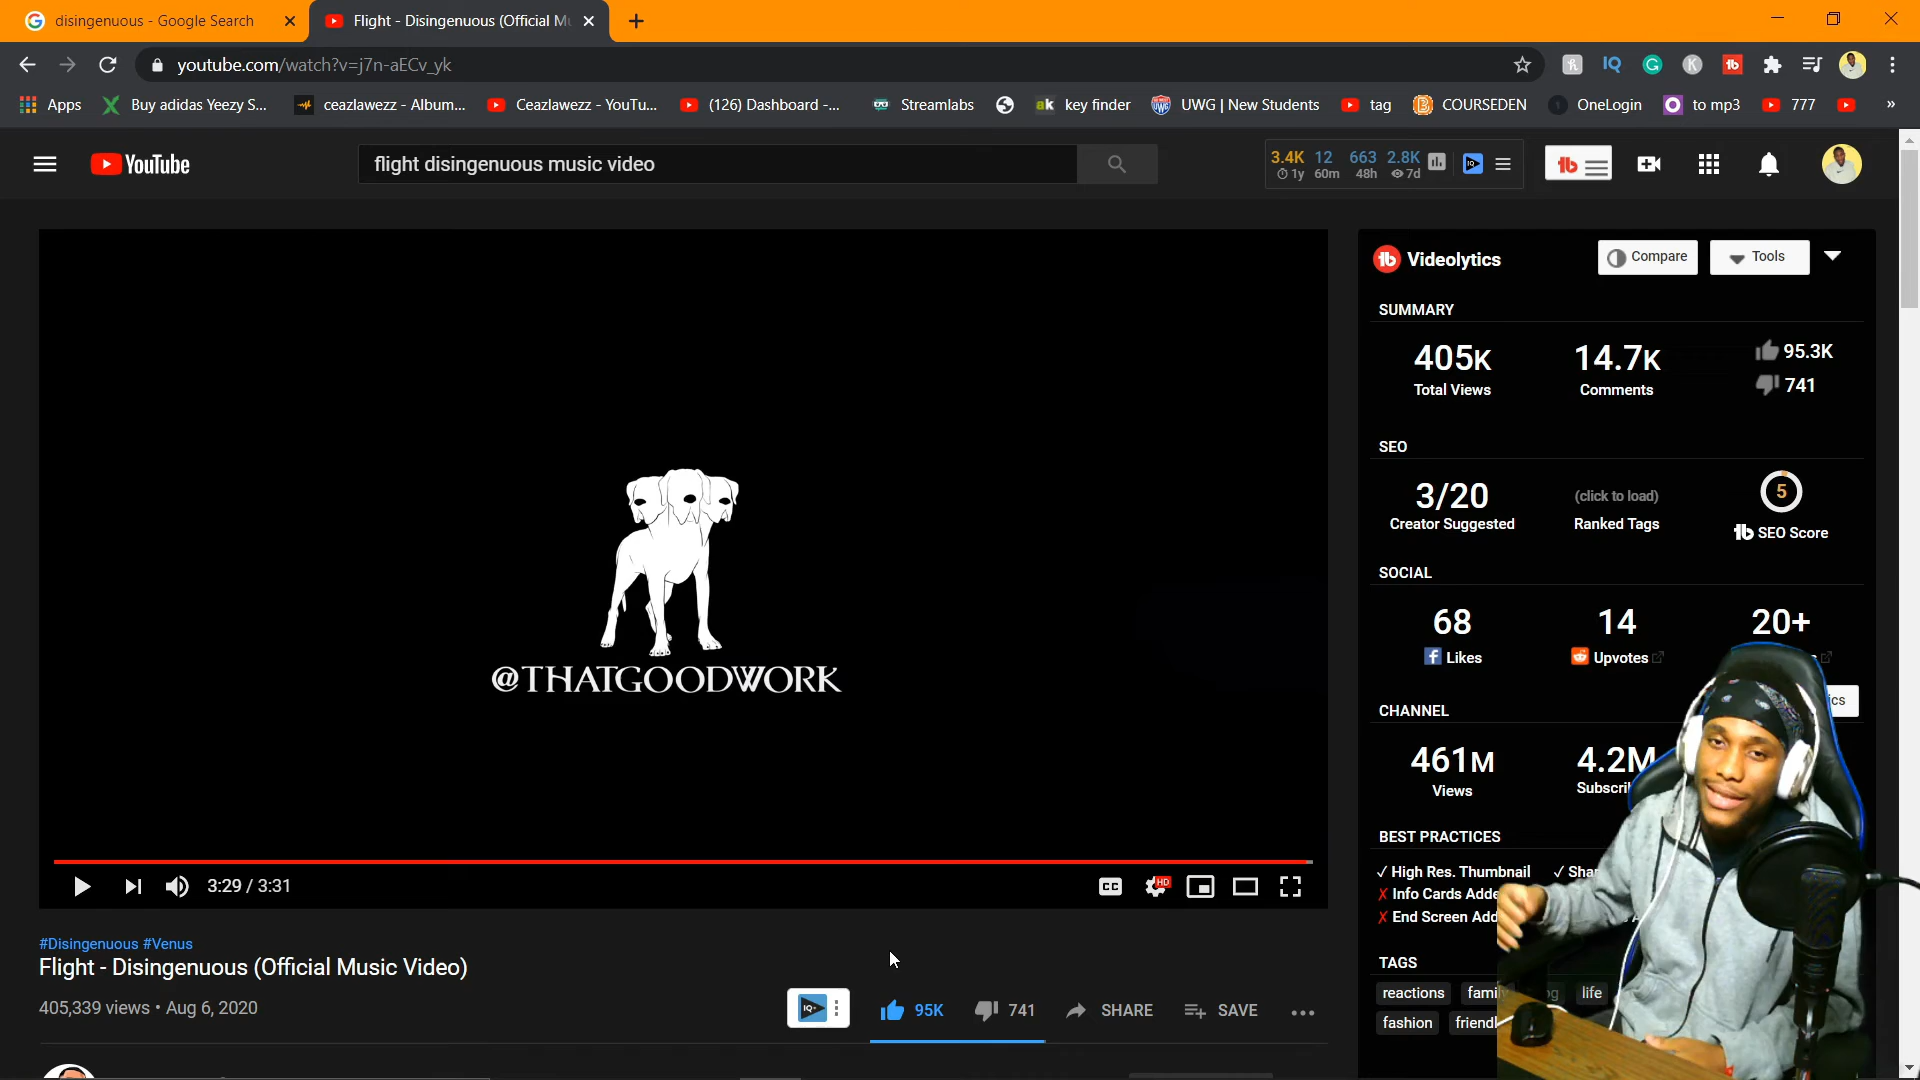 disingenuous - Google Search
Flight - Disingenuous (Official M
youtube.com/watch?v=j7n-aECv_yk
Apps
Buy adidas Yeezy S...
ceazlawezz - Album...
Ceazlawezz - YouTu...
(126) Dashboard -...
Streamlabs
key finder
UWG | New Students
tag
COURSEDEN
OneLogin
to mp3
777
YouTube
flight disingenuous music video
3.4K 12 663 2.8K
1y 60m 48h 7d
Videolytics
Compare
Tools
SUMMARY
405K
Total Views
14.7K
Comments
95.3K
741
SEO
3/20
Creator Suggested
(click to load)
Ranked Tags
5
SEO Score
SOCIAL
68
Likes
14
Upvotes
20+
CHANNEL
461M
Views
4.2M
BEST PRACTICES
✓ High Res. Thumbnail
✗ Info Cards
✗ End Screen
TAGS
reactions
life
fashion
@THATGOODWORK
3:29 / 3:31
CC
HD
#Disingenuous #Venus
Flight - Disingenuous (Official Music Video)
405,339 views • Aug 6, 2020
IQ
95K
741
SHARE
SAVE